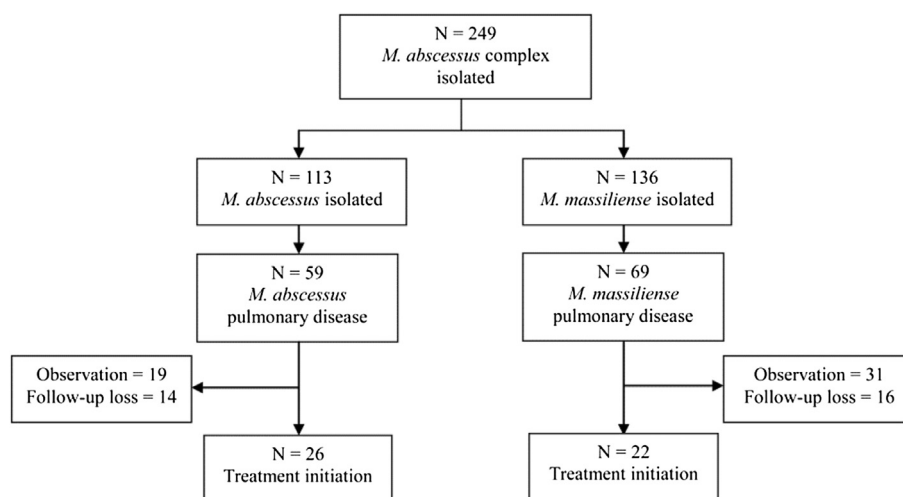 N = 249
M. abscessus complex
isolated
N = 113
M. abscessus isolated
N = 136
M. massiliense isolated
N = 59
M. abscessus
pulmonary disease
N = 69
M. massiliense
pulmonary disease
Observation = 19
Follow-up loss = 14
Observation = 31
Follow-up loss = 16
N = 26
Treatment initiation
N = 22
Treatment initiation